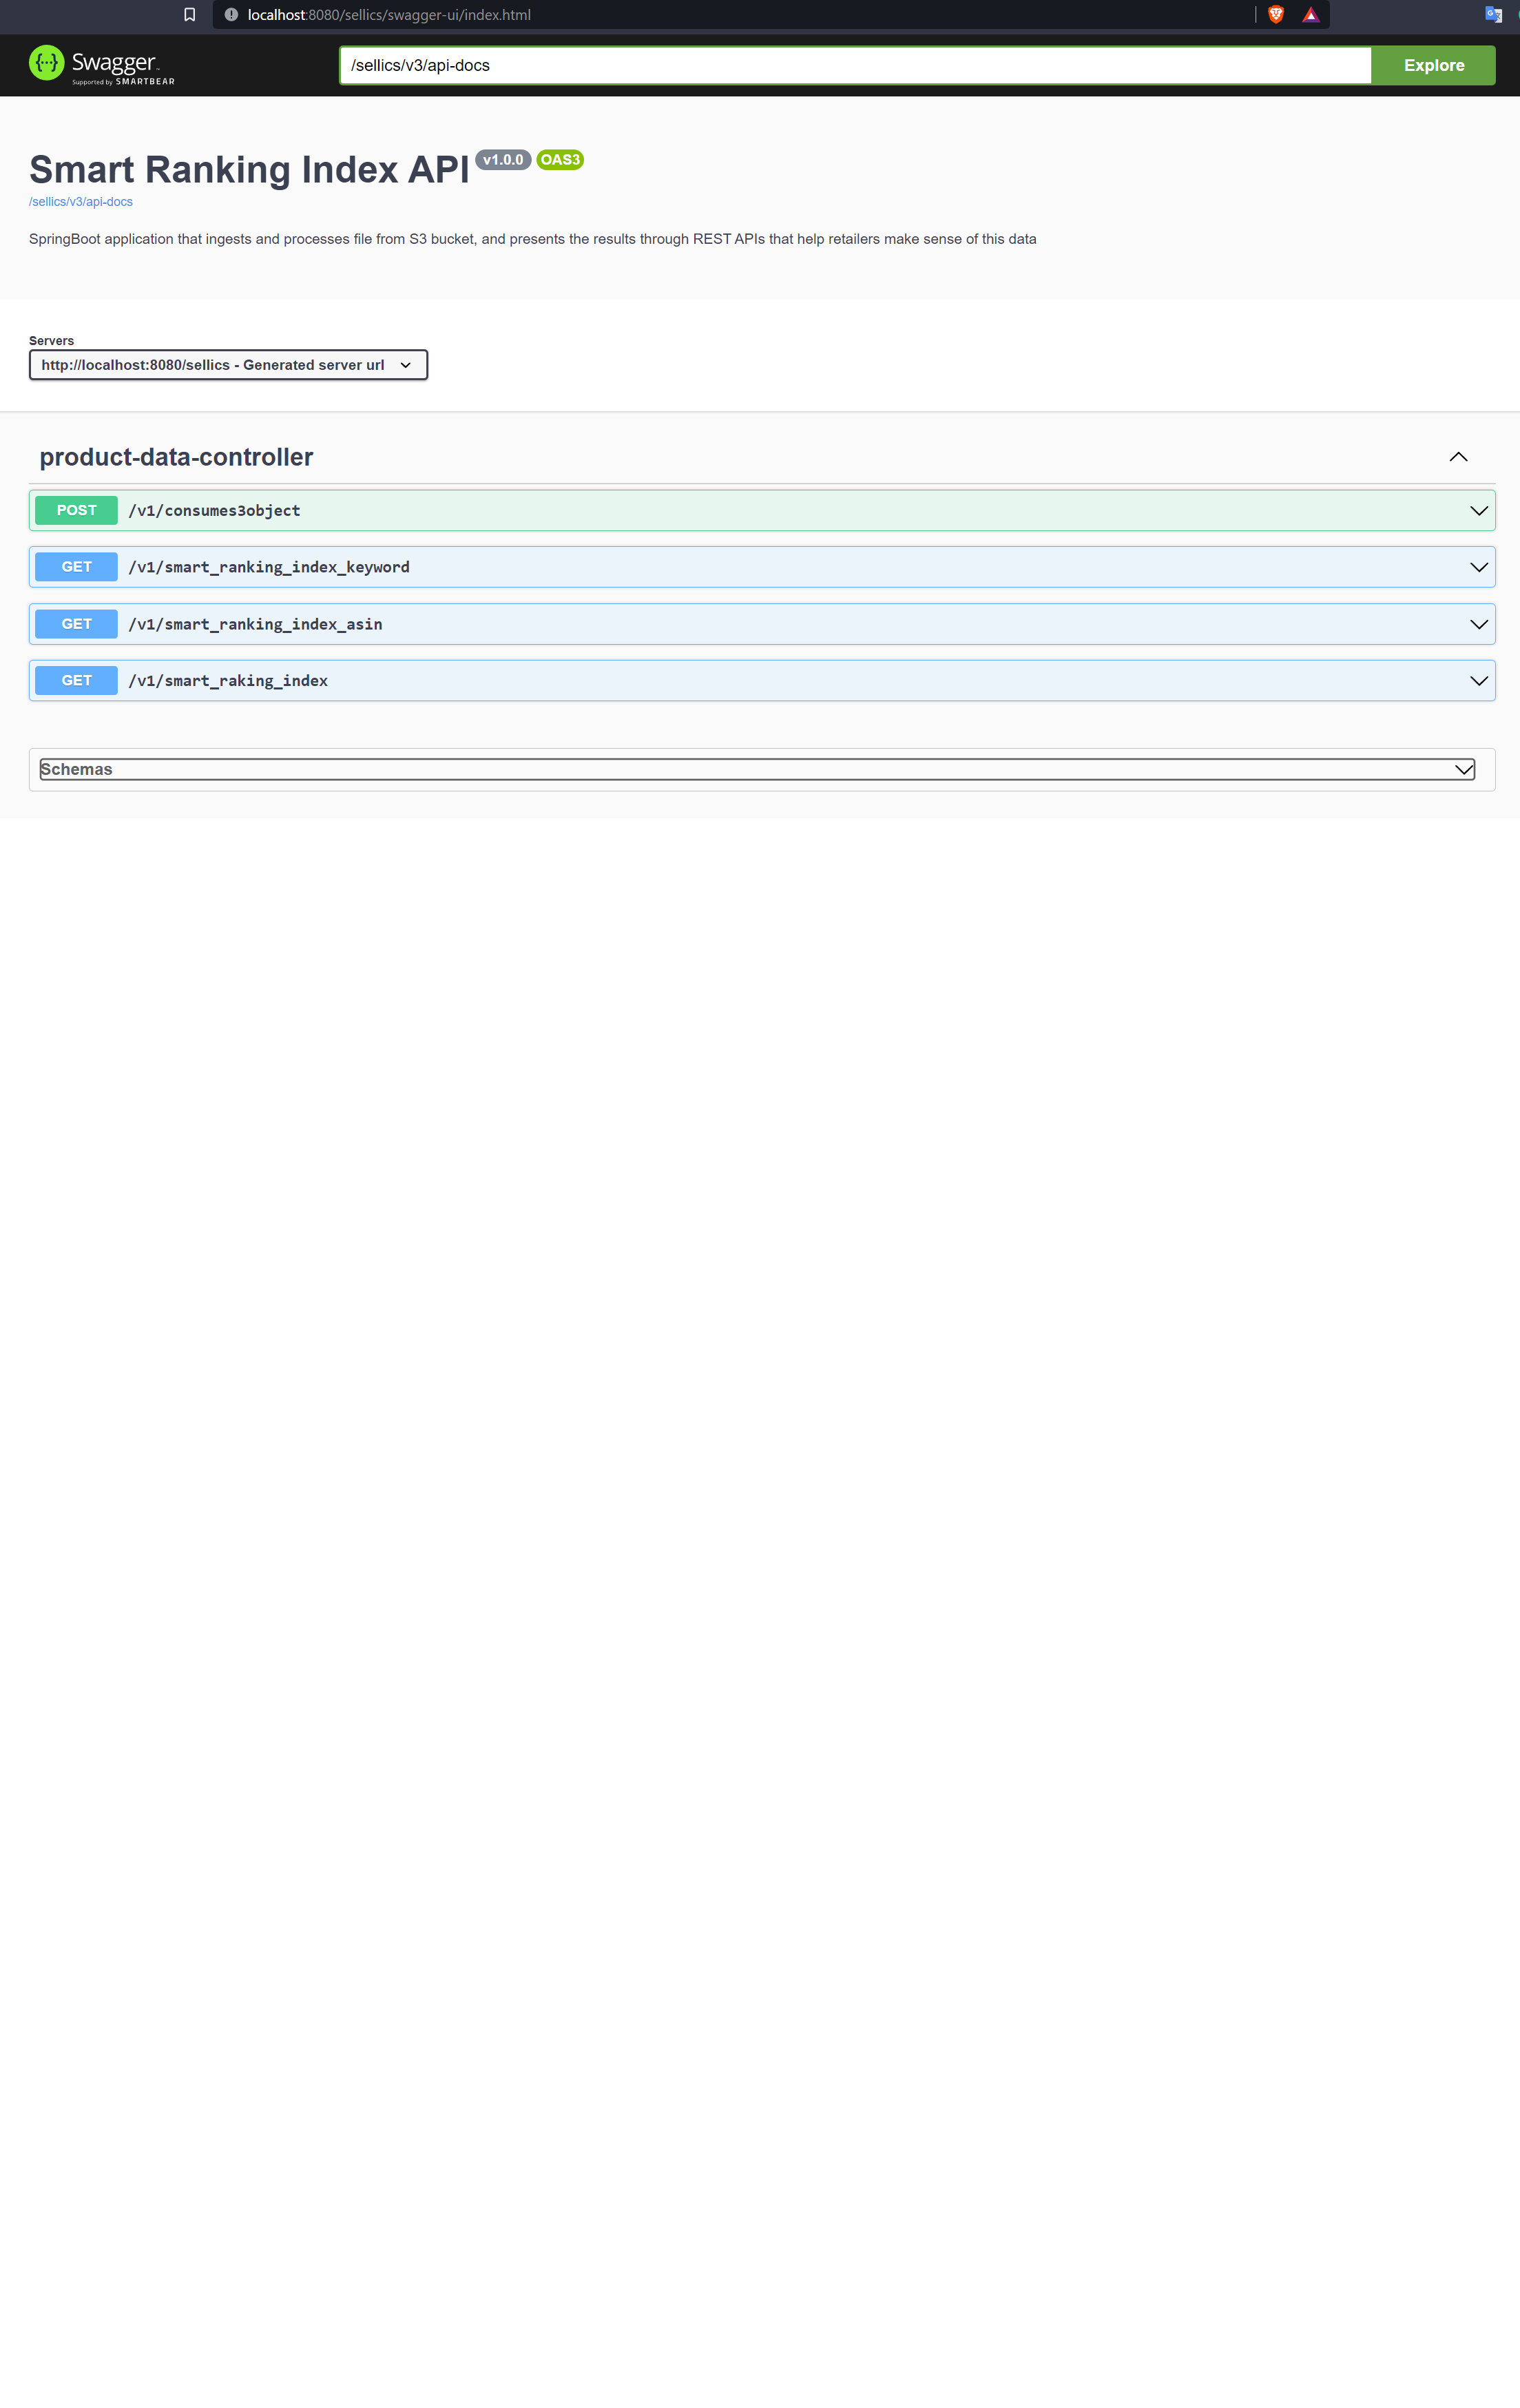 localhost:8080/sellics/swagger-ui/index.html
Swagger
Supported by SMARTBEAR
/sellics/v3/api-docs
Explore
Smart Ranking Index API v1.0.0 OAS3
/sellics/v3/api-docs
SpringBoot application that ingests and processes file from S3 bucket, and presents the results through REST APIs that help retailers make sense of this data
Servers
http://localhost:8080/sellics - Generated server url
product-data-controller
POST /v1/consumes3object
GET /v1/smart_ranking_index_keyword
GET /v1/smart_ranking_index_asin
GET /v1/smart_raking_index
Schemas